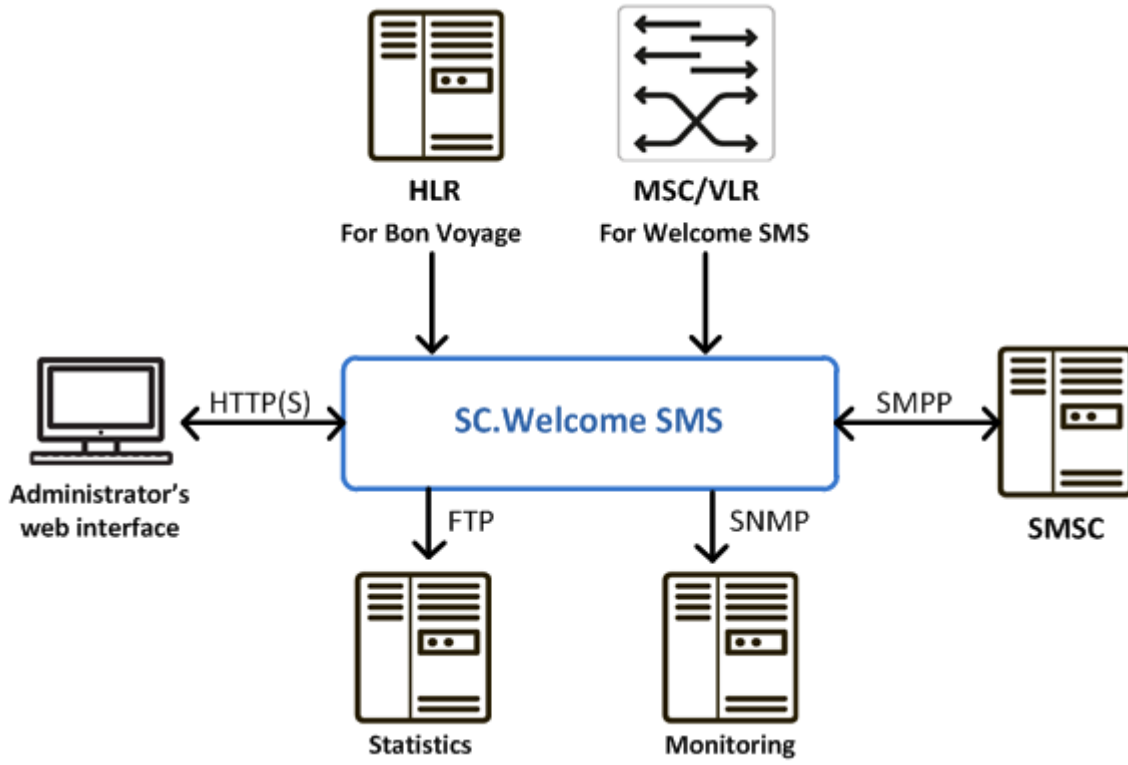 HLR
For Bon Voyage
MSC/VLR
For Welcome SMS
HTTP(S)
SC.Welcome SMS
SMPP
Administrator's
web interface
SMSC
FTP
SNMP
Statistics
Monitoring